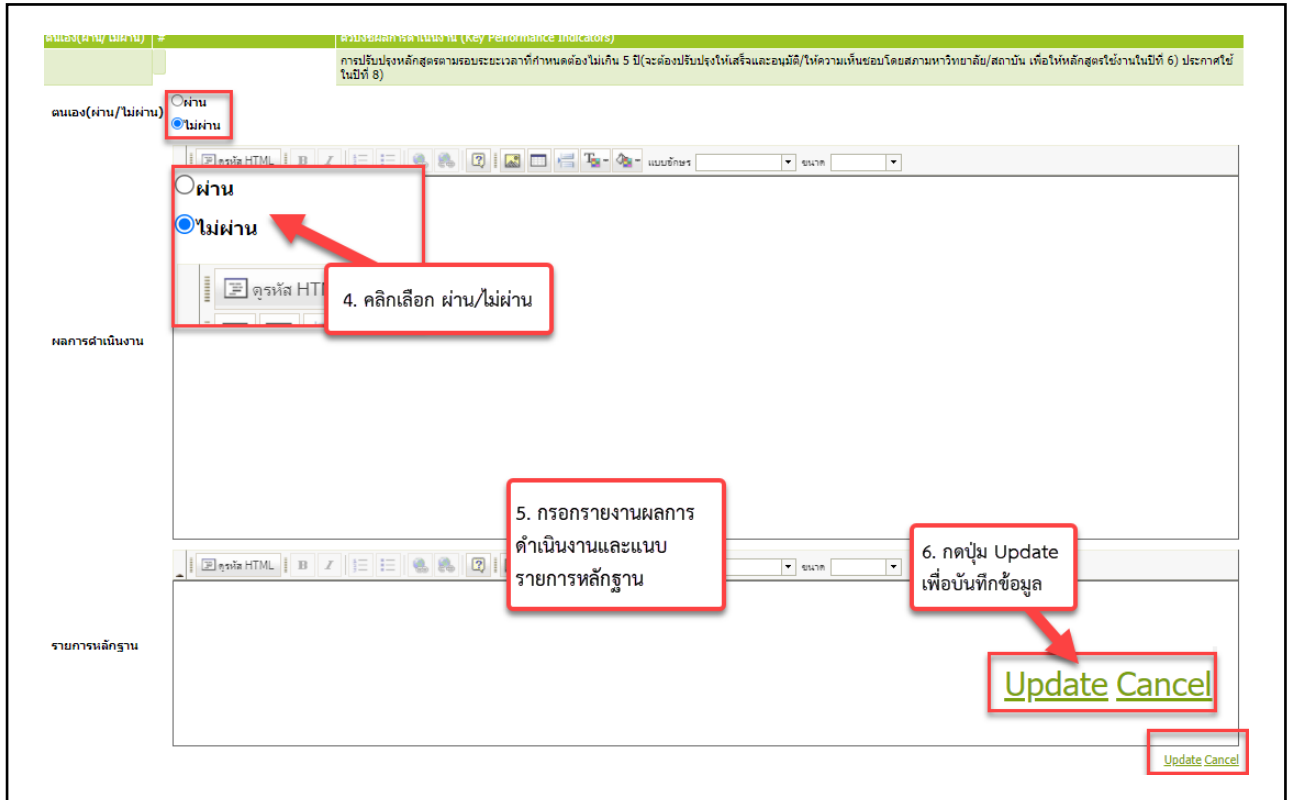 ตนเอง(ผ่าน/ไม่ผ่าน) # ตัวบ่งชี้ผลการดำเนินงาน (Key Performance Indicators)
การปรับปรุงหลักสูตรตามรอบระยะเวลาที่กำหนดต้องไม่เกิน 5 ปี(จะต้องปรับปรุงให้เสร็จและอนุมัติ/ให้ความเห็นชอบโดยสภามหาวิทยาลัย/สถาบัน เพื่อให้หลักสูตรใช้งานในปีที่ 6) ประกาศใช้
ในปีที่ 8)
ตนเอง(ผ่าน/ไม่ผ่าน)
ผ่าน
ไม่ผ่าน
ดูรหัส HTML B I แบบอักษร ขนาด
ผ่าน
ไม่ผ่าน
ดูรหัส HT
4. คลิกเลือก ผ่าน/ไม่ผ่าน
ผลการดำเนินงาน
5. กรอกรายงานผลการ
ดำเนินงานและแนบ
รายการหลักฐาน
6. กดปุ่ม Update
เพื่อบันทึกข้อมูล
ดูรหัส HTML B I ขนาด
รายการหลักฐาน
Update Cancel
Update Cancel